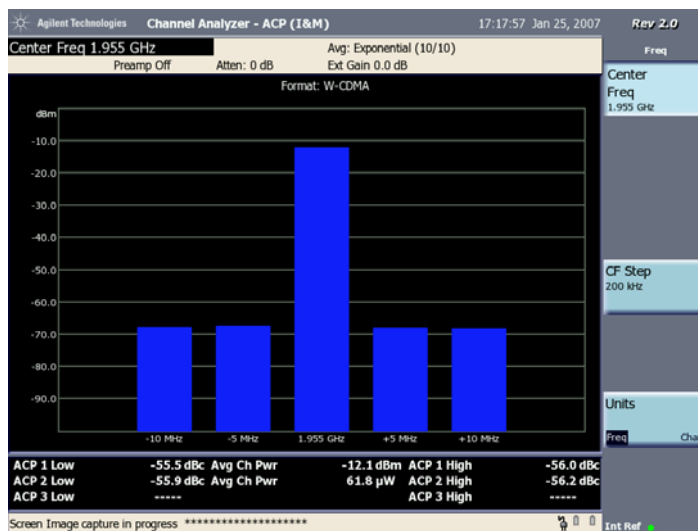 Agilent Technologies Channel Analyzer - ACP (I&M) 17:17:57 Jan 25, 2007 Rev 2.0
Center Freq 1.955 GHz Avg: Exponential (10/10) Freq
Preamp Off Atten: 0 dB Ext Gain 0.0 dB
Center
Freq
1.955 GHz
Format: W-CDMA
dBm
-10.0
-20.0
-30.0
-40.0
-50.0
-60.0
-70.0
-80.0
-90.0
-10 MHz -5 MHz 1.955 GHz +5 MHz +10 MHz
CF Step
200 kHz
Units
Freq Cha
ACP 1 Low -55.5 dBc Avg Ch Pwr -12.1 dBm ACP 1 High -56.0 dBc
ACP 2 Low -55.9 dBc Avg Ch Pwr 61.8 µW ACP 2 High -56.2 dBc
ACP 3 Low ----- ACP 3 High -----
Screen Image capture in progress ******************** Int Ref